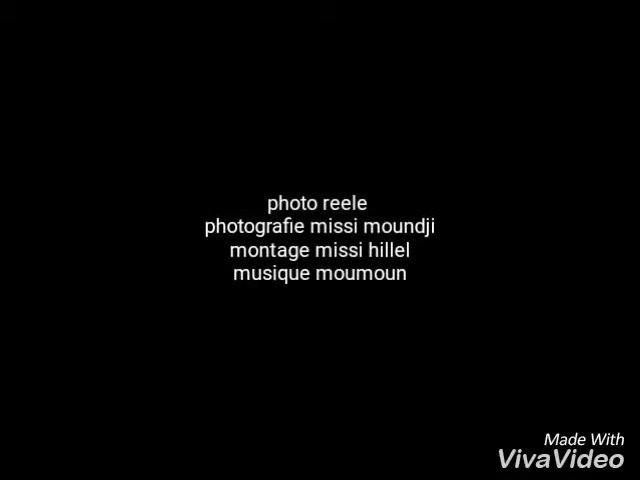 photo reele
photografie missi moundji
montage missi hillel
musique moumoun
Made With
VivaVideo